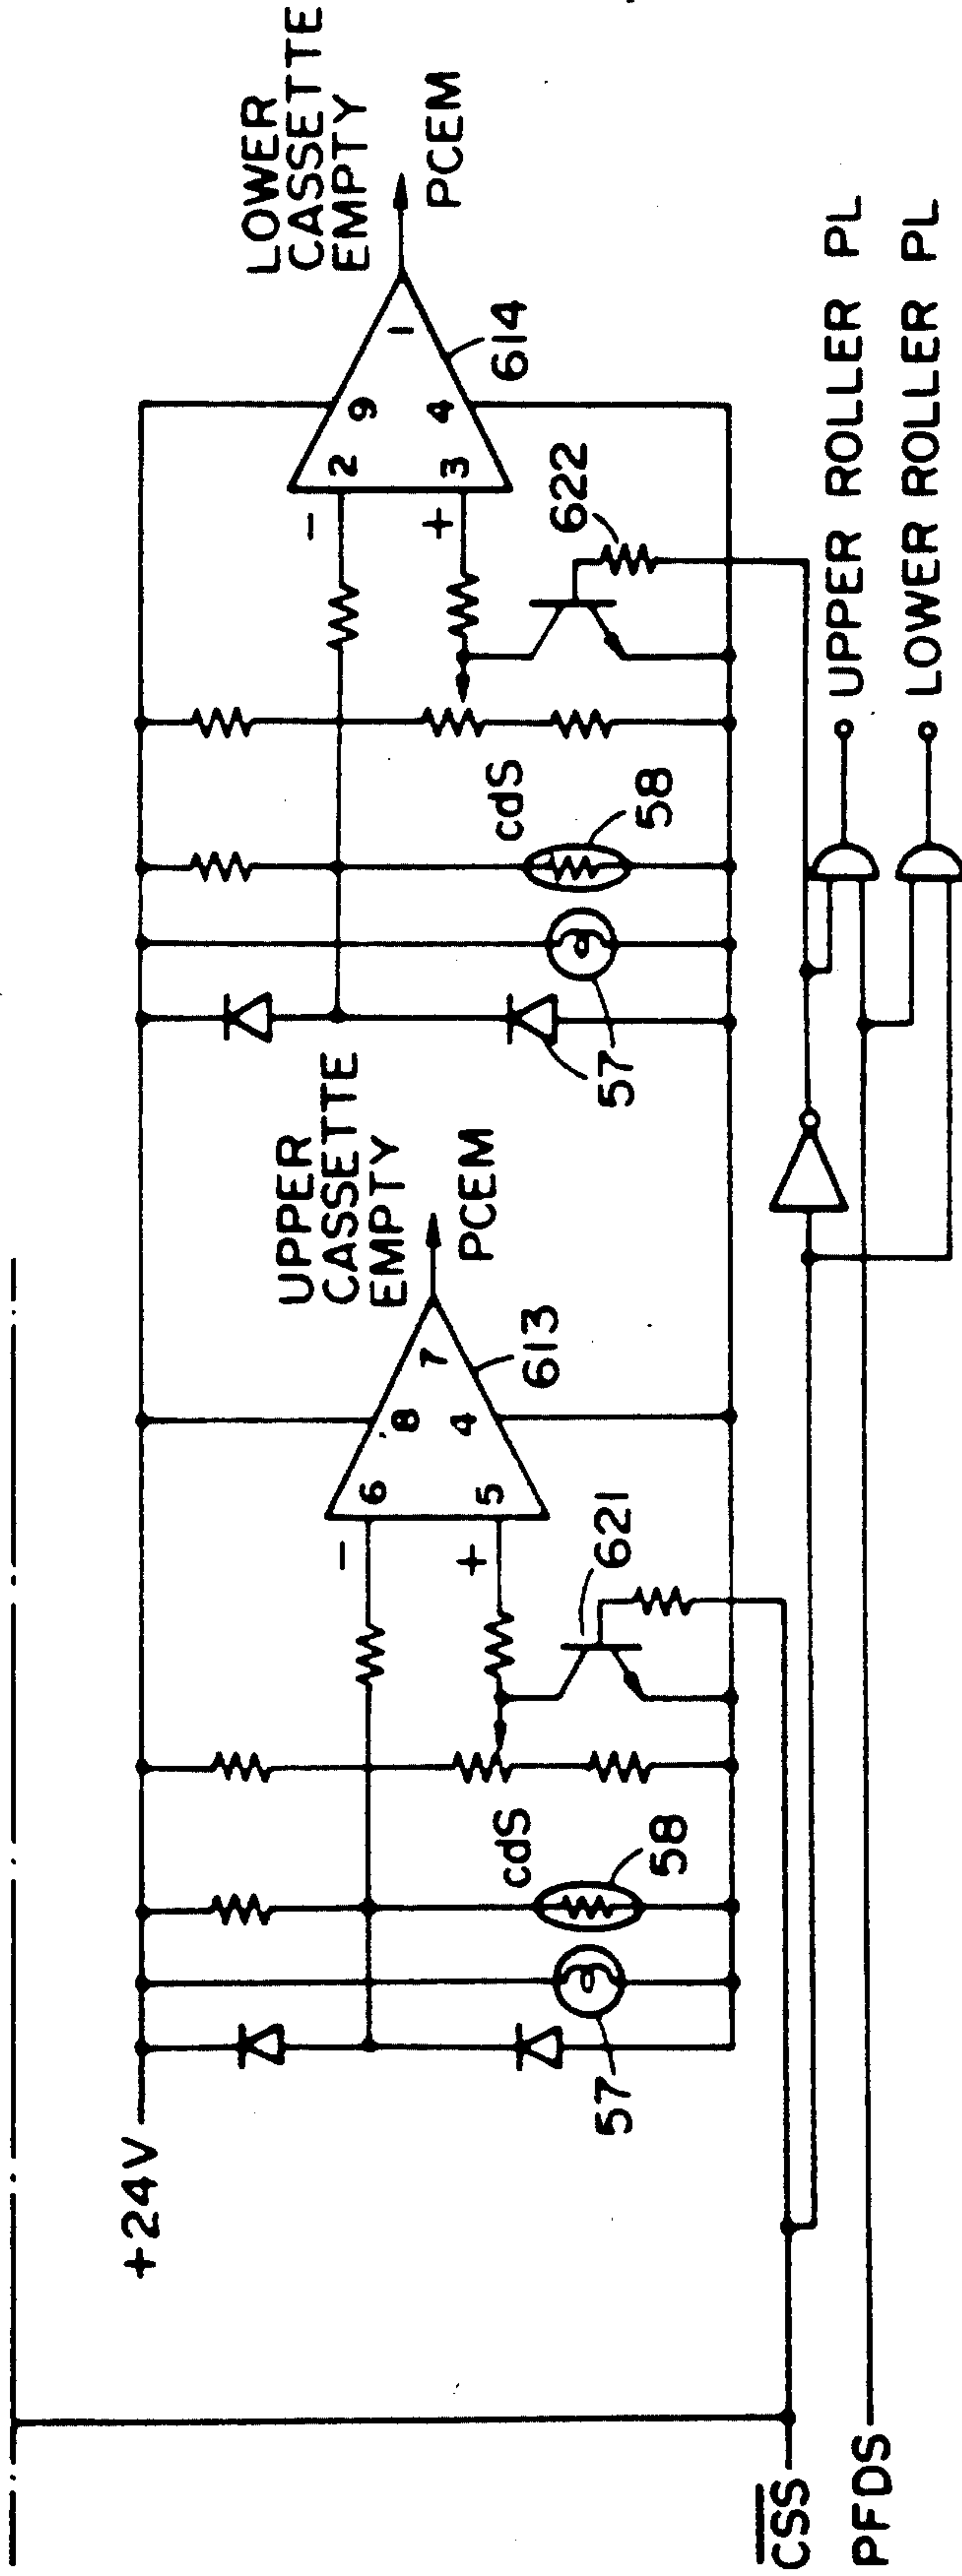 +24V
57
cdS
58
621
-
+
6
5
8
4
7
613
UPPER
CASSETTE
EMPTY
PCEM
57
57
cdS
58
622
-
+
2
3
9
4
1
614
LOWER
CASSETTE
EMPTY
PCEM
C̅S̅S̅
PFDS
UPPER ROLLER PL
LOWER ROLLER PL